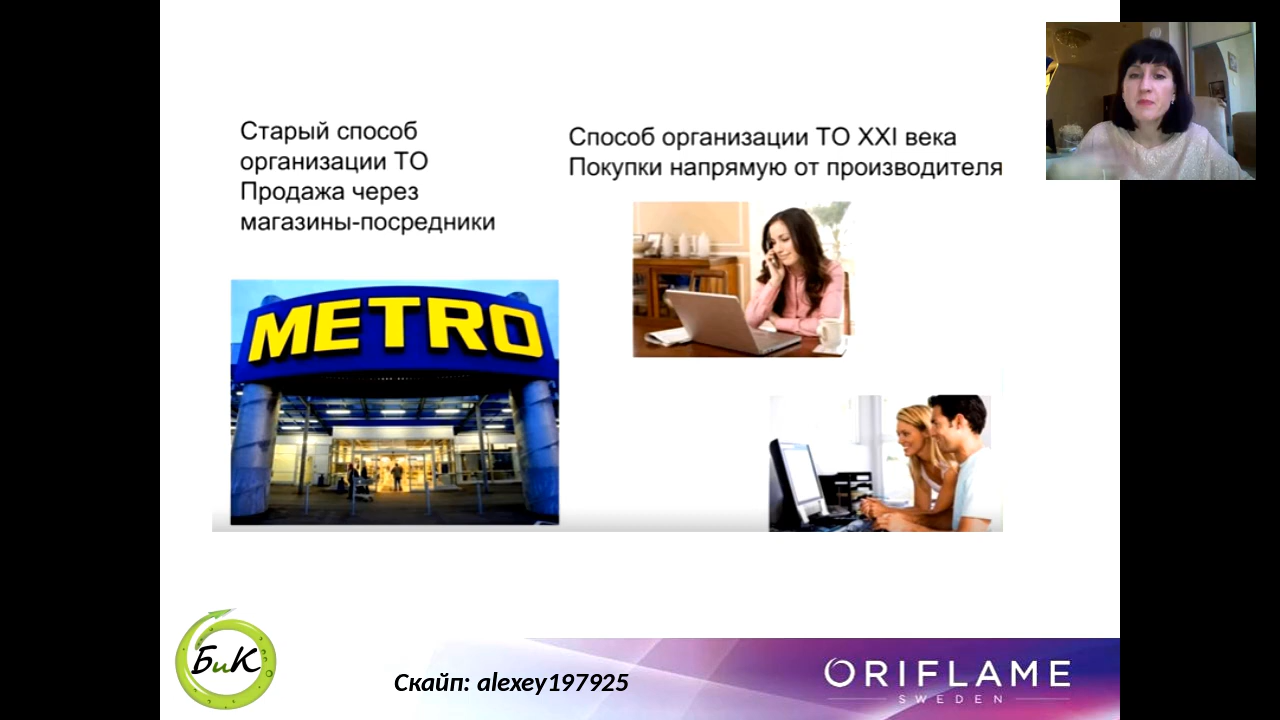 Старый способ
организации ТО
Продажа через
магазины-посредники
Способ организации ТО XXI века
Покупки напрямую от производителя
METRO
БиК
Скайп: alexey197925
ORIFLAME
SWEDEN